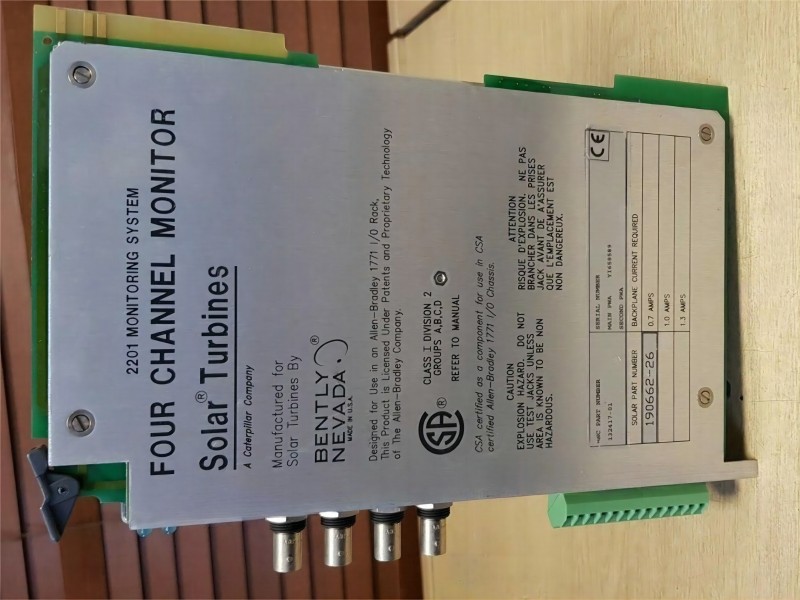 2201 MONITORING SYSTEM
FOUR CHANNEL MONITOR
Solar® Turbines
A Caterpillar Company
Manufactured for
Solar Turbines By
BENTLY®
NEVADA
MADE IN U.S.A.
Designed for Use in an Allen-Bradley 1771 I/O Rack,
This Product is Licensed Under Patents and Proprietary Technology
of The Allen-Bradley Company.
CSA®
CLASS I DIVISION 2
GROUPS A,B,C,D
REFER TO MANUAL
CSA certified as a component for use in CSA
certified Allen-Bradley 1771 I/O Chassis.
CAUTION
EXPLOSION HAZARD. DO NOT
USE TEST JACKS UNLESS
AREA IS KNOWN TO BE NON
HAZARDOUS.
ATTENTION
RISQUE D'EXPLOSION. NE PAS
BRANCHER DANS LES PRISES
JACK AVANT DE A'ASSURER
QUE L'EMPLACEMENT EST
NON DANGEREUX.
PART NUMBER
SERIAL NUMBER
CE
MAIN PWA
SECOND PWA
SOLAR PART NUMBER
BACKPLANE CURRENT REQUIRED
190662-26
0.7 AMPS
1.0 AMPS
1.3 AMPS